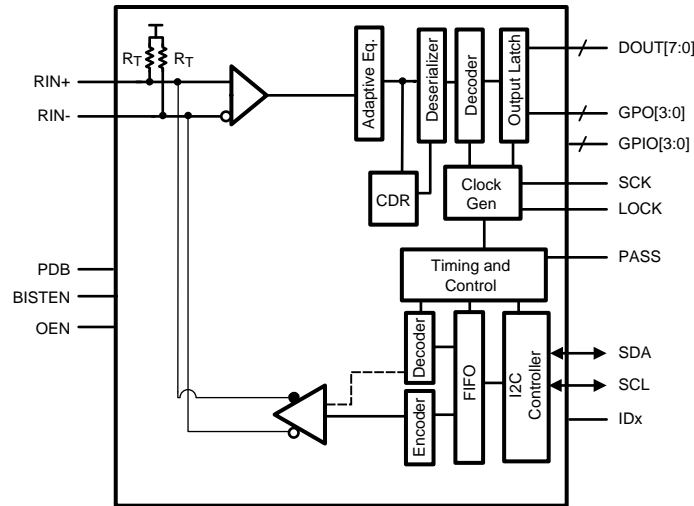 RIN+
RIN-
RT
RT
Adaptive Eq.
Deserializer
Decoder
Output Latch
DOUT[7:0]
GPO[3:0]
GPIO[3:0]
CDR
Clock
Gen
SCK
LOCK
PDB
BISTEN
OEN
Timing and
Control
PASS
Decoder
Encoder
FIFO
I2C
Controller
SDA
SCL
IDx